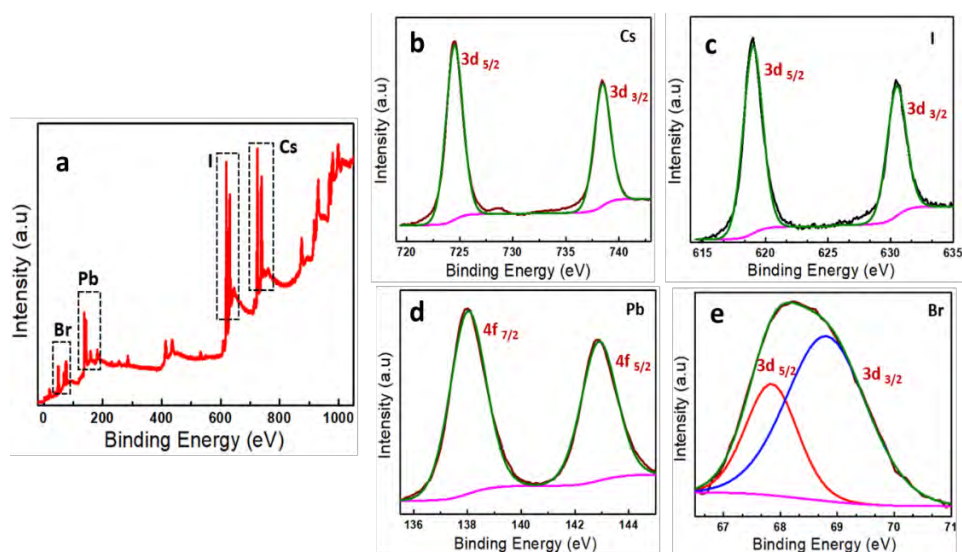 a
I
Cs
Pb
Br
Intensity (a.u)
0 200 400 600 800 1000
Binding Energy (eV)
b
Cs
3d 5/2
3d 3/2
Intensity (a.u)
720 725 730 735 740
Binding Energy (eV)
c
I
3d 5/2
3d 3/2
Intensity (a.u)
615 620 625 630 635
Binding Energy (eV)
d
Pb
4f 7/2
4f 5/2
Intensity (a.u)
136 138 140 142 144
Binding Energy (eV)
e
Br
3d 5/2
3d 3/2
Intensity (a.u)
67 68 69 70 71
Binding Energy (eV)